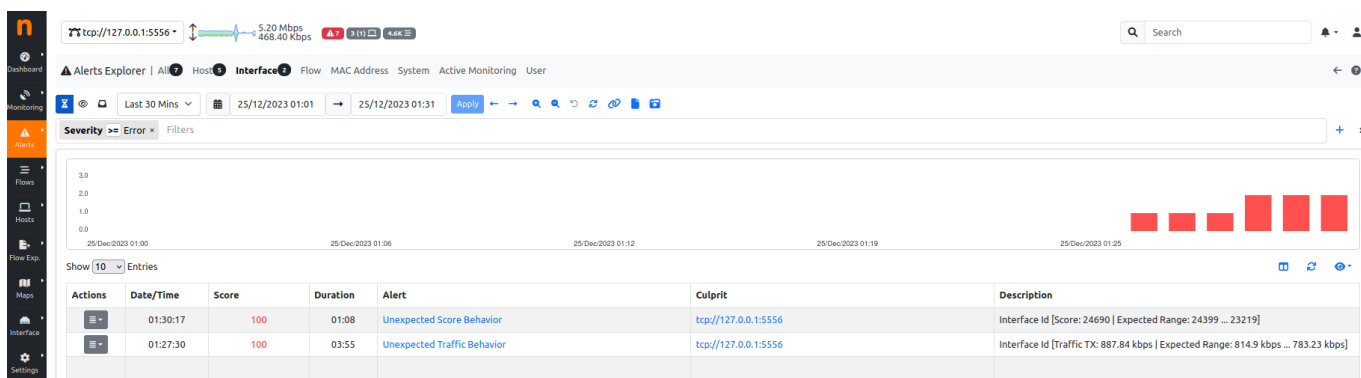 n
tcp://127.0.0.1:5556
5.20 Mbps
468.40 Kbps
7
3 (1)
4.6K
Search
Dashboard
Monitoring
Alerts
Flows
Hosts
Flow Exp.
Maps
Interface
Settings
Alerts Explorer | All 7 Host 5 Interface 2 Flow MAC Address System Active Monitoring User
Last 30 Mins 25/12/2023 01:01 → 25/12/2023 01:31 Apply ← →
Severity >= Error × Filters
3.0
2.0
1.0
0.0
25/Dec/2023 01:00 25/Dec/2023 01:06 25/Dec/2023 01:12 25/Dec/2023 01:19 25/Dec/2023 01:25
Show 10 Entries
Actions Date/Time Score Duration Alert Culprit Description
01:30:17 100 01:08 Unexpected Score Behavior tcp://127.0.0.1:5556 Interface Id [Score: 24690 | Expected Range: 24399 ... 23219]
01:27:30 100 03:55 Unexpected Traffic Behavior tcp://127.0.0.1:5556 Interface Id [Traffic TX: 887.84 kbps | Expected Range: 814.9 kbps ... 783.23 kbps]